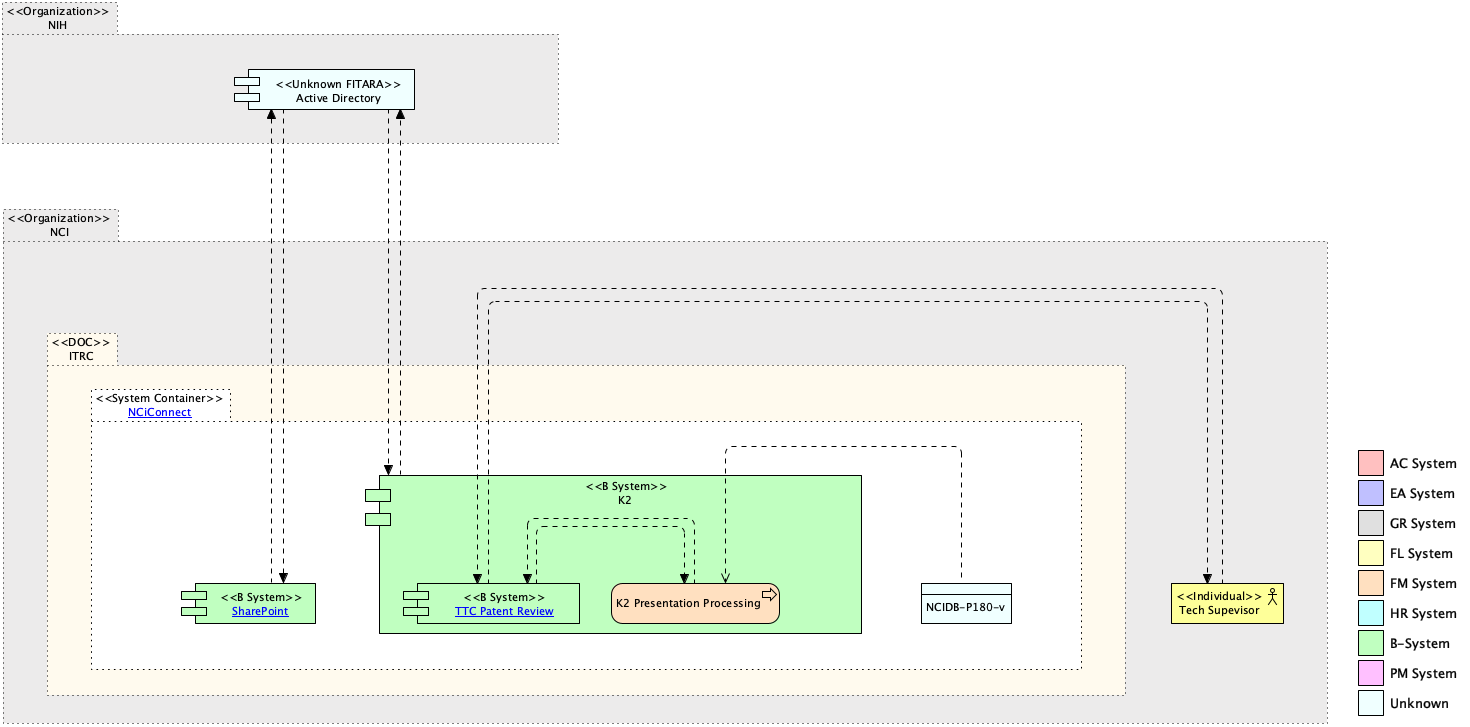 <<Organization>>
NIH
<<Unknown FITARA>>
Active Directory
<<Organization>>
NCI
<<DOC>>
ITRC
<<System Container>>
NCiConnect
<<B System>>
K2
<<B System>>
SharePoint
<<B System>>
TTC Patent Review
K2 Presentation Processing
NCIDB-P180-v
<<Individual>>
Tech Supevisor
AC System
EA System
GR System
FL System
FM System
HR System
B-System
PM System
Unknown